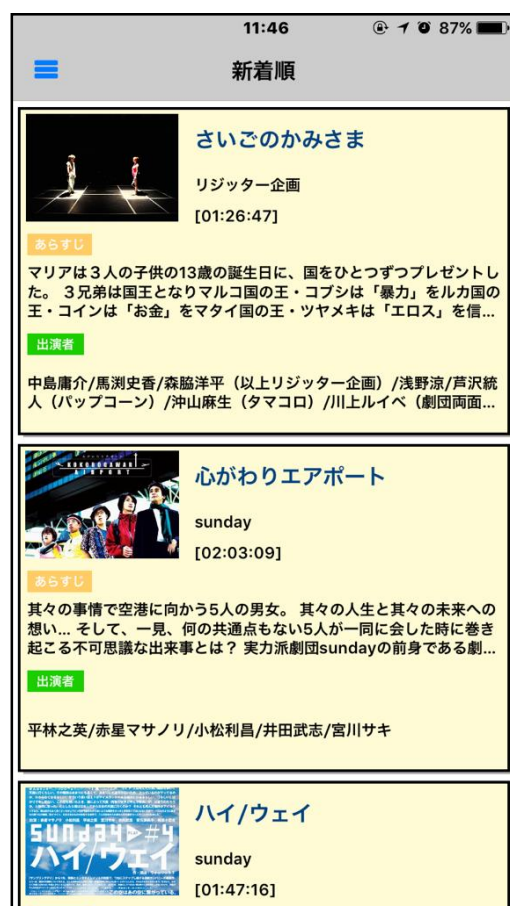 11:46
87%
新着順
さいごのかみさま
リジッター企画
[01:26:47]
あらすじ
マリアは３人の子供の13歳の誕生日に、国をひとつずつプレゼントし
た。 ３兄弟は国王となりマルコ国の王・コブシは「暴力」をルカ国の
王・コインは「お金」をマタイ国の王・ツヤメキは「エロス」を信...
出演者
中島庸介/馬渕史香/森脇洋平（以上リジッター企画）/浅野涼/芦沢統
人（パップコーン）/沖山麻生（タマコロ）/川上ルイベ（劇団両面...
KOKOROGAWARI
AIRPORT
心がわりエアポート
sunday
[02:03:09]
あらすじ
其々の事情で空港に向かう5人の男女。 其々の人生と其々の未来への
想い... そして、一見、何の共通点もない5人が一同に会した時に巻き
起こる不可思議な出来事とは？ 実力派劇団sundayの前身である劇...
出演者
平林之英/赤星マサノリ/小松利昌/井田武志/宮川サキ
sunday
#4
ハイ/ウェイ
ハイ/ウェイ
sunday
[01:47:16]